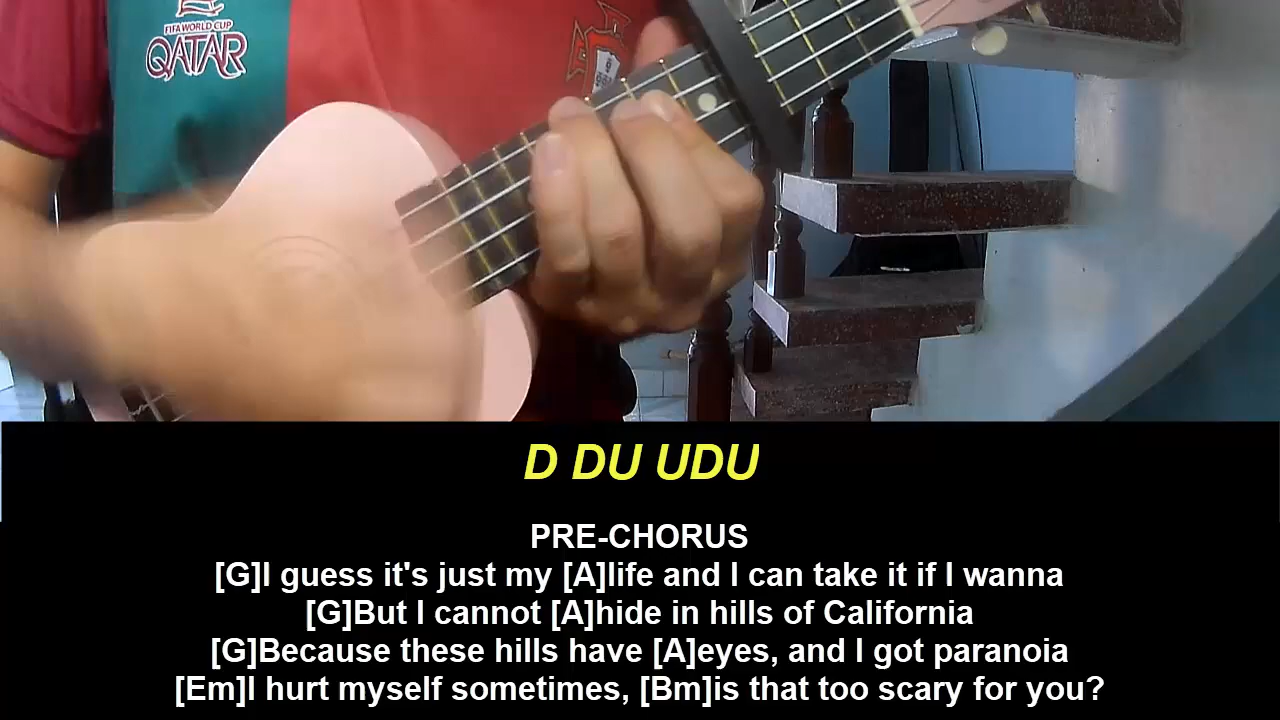 FIFA WORLD CUP
QATAR
D DU UDU
PRE-CHORUS
[G]I guess it's just my [A]life and I can take it if I wanna
[G]But I cannot [A]hide in hills of California
[G]Because these hills have [A]eyes, and I got paranoia
[Em]I hurt myself sometimes, [Bm]is that too scary for you?